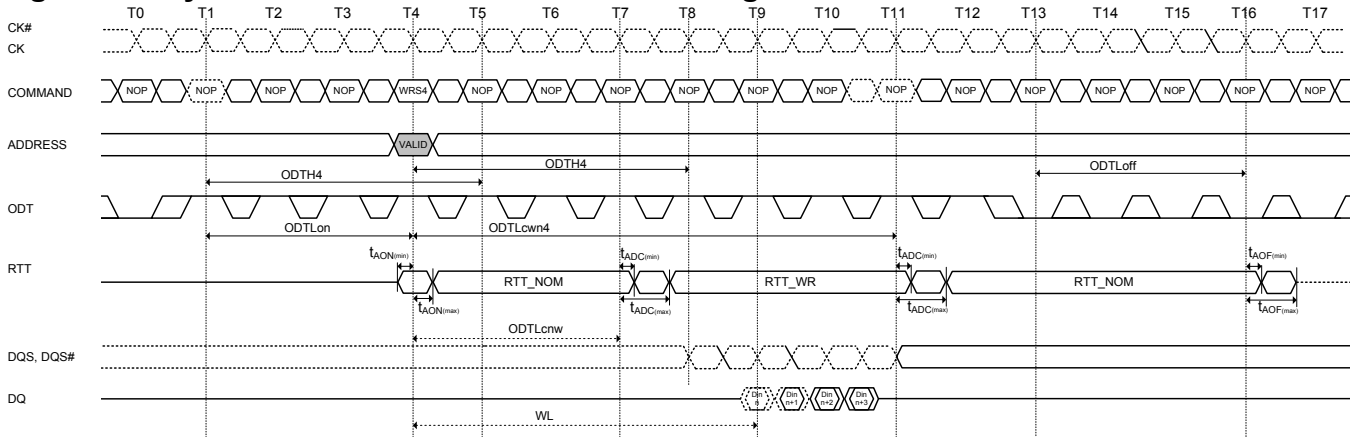 T0 T1 T2 T3 T4 T5 T6 T7 T8 T9 T10 T11 T12 T13 T14 T15 T16 T17
CK#
CK
COMMAND NOP NOP NOP NOP WRS4 NOP NOP NOP NOP NOP NOP NOP NOP NOP NOP NOP NOP NOP
ADDRESS VALID
ODTH4 ODTLoff
ODTH4
ODT
ODTLon ODTLcwn4
tAON(min) tADC(min) tADC(min) tAOF(min)
RTT RTT_NOM RTT_WR RTT_NOM
tAON(max) tADC(max) tADC(max) tAOF(max)
ODTLcnw
DQS, DQS#
DQ Din n Din n+1 Din n+2 Din n+3
WL